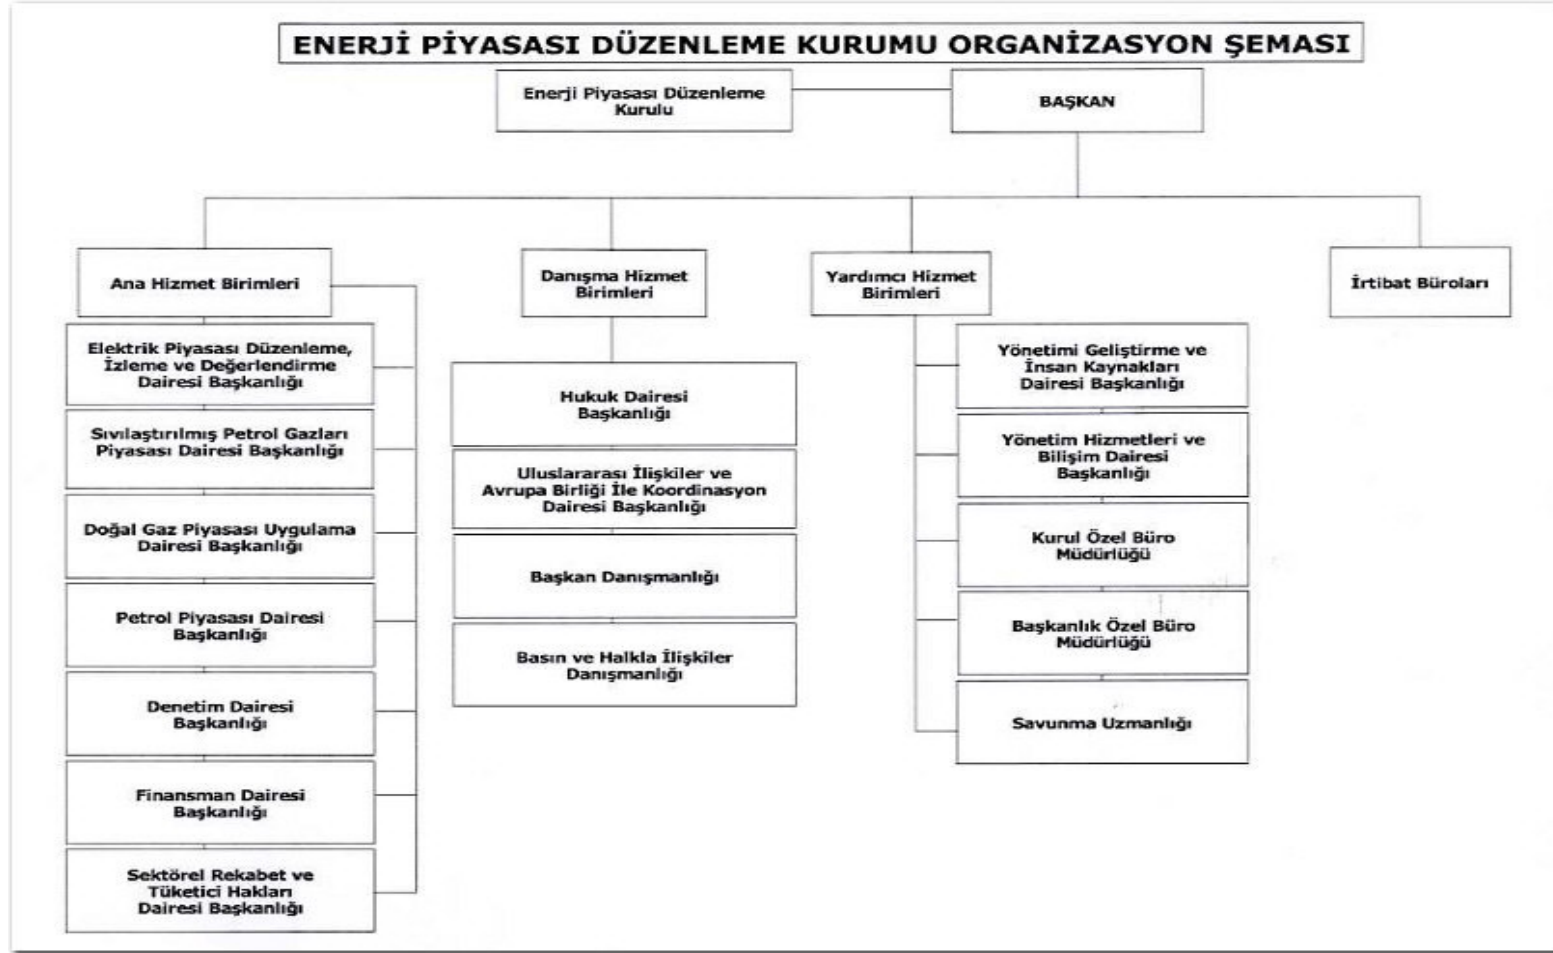 ENERJİ PİYASASI DÜZENLEME KURUMU ORGANİZASYON ŞEMASI
Enerji Piyasası Düzenleme
Kurulu
BAŞKAN
Ana Hizmet Birimleri
Elektrik Piyasası Düzenleme,
İzleme ve Değerlendirme
Dairesi Başkanlığı
Sıvılaştırılmış Petrol Gazları
Piyasası Dairesi Başkanlığı
Doğal Gaz Piyasası Uygulama
Dairesi Başkanlığı
Petrol Piyasası Dairesi
Başkanlığı
Denetim Dairesi
Başkanlığı
Finansman Dairesi
Başkanlığı
Sektörel Rekabet ve
Tüketici Hakları
Dairesi Başkanlığı
Danışma Hizmet
Birimleri
Hukuk Dairesi
Başkanlığı
Uluslararası İlişkiler ve
Avrupa Birliği İle Koordinasyon
Dairesi Başkanlığı
Başkan Danışmanlığı
Basın ve Halkla İlişkiler
Danışmanlığı
Yardımcı Hizmet
Birimleri
Yönetimi Geliştirme ve
İnsan Kaynakları
Dairesi Başkanlığı
Yönetim Hizmetleri ve
Bilişim Dairesi
Başkanlığı
Kurul Özel Büro
Müdürlüğü
Başkanlık Özel Büro
Müdürlüğü
Savunma Uzmanlığı
İrtibat Büroları